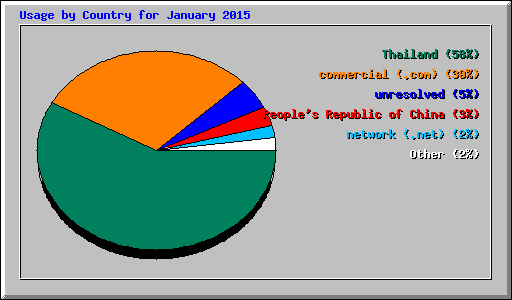 Usage by Country for January 2015
Thailand (58%)
commercial (.com) (30%)
unresolved (5%)
People's Republic of China (3%)
network (.net) (2%)
Other (2%)